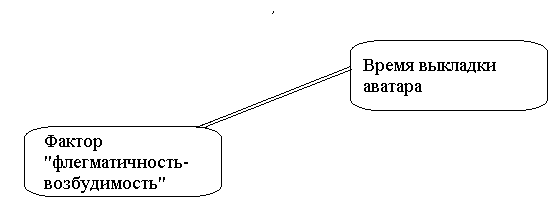 Время выкладки
аватара
Фактор
"флегматичность-
возбудимость"